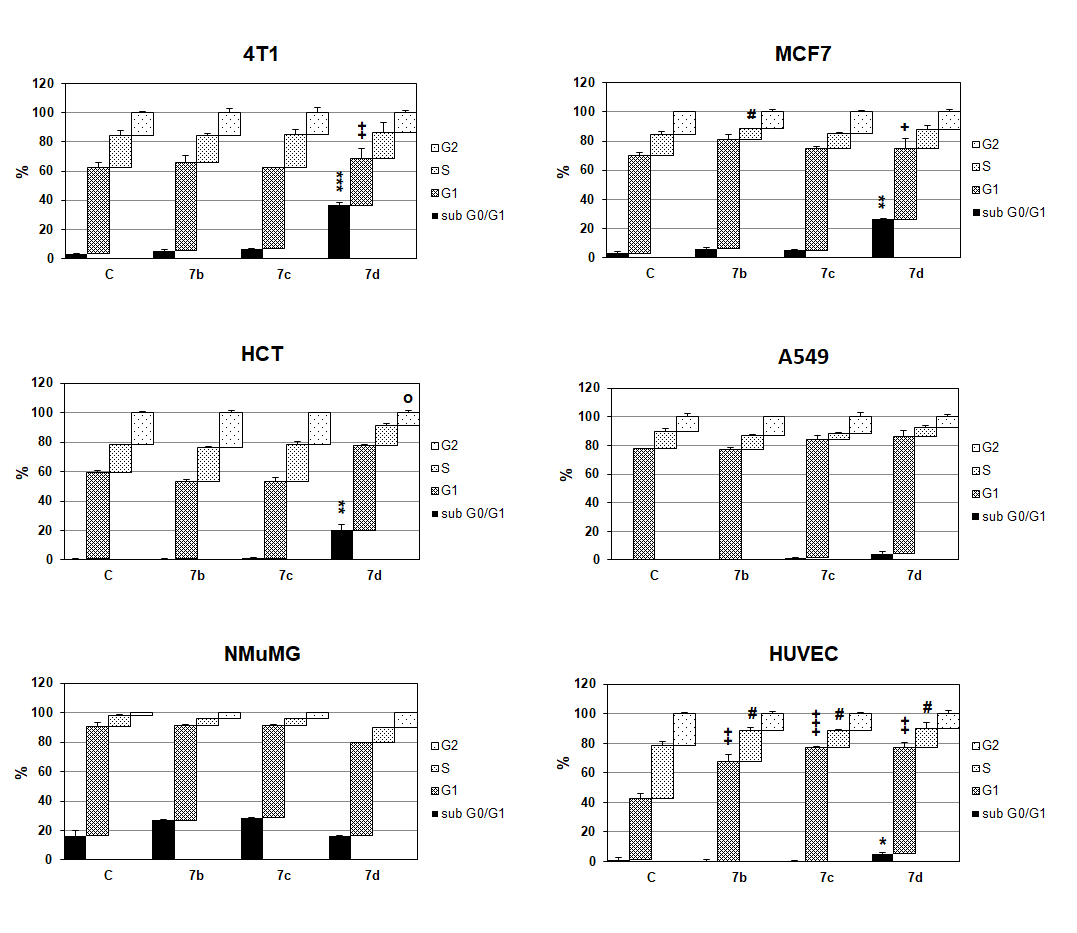 4T1
120
100
80
60
40
20
0
%
***
‡
C 7b 7c 7d
G2
S
G1
sub G0/G1
MCF7
120
100
80
60
40
20
0
%
#
**
+
C 7b 7c 7d
G2
S
G1
sub G0/G1
HCT
120
100
80
60
40
20
0
%
**
o
C 7b 7c 7d
G2
S
G1
sub G0/G1
A549
120
100
80
60
40
20
0
%
C 7b 7c 7d
G2
S
G1
sub G0/G1
NMuMG
120
100
80
60
40
20
0
%
C 7b 7c 7d
G2
S
G1
sub G0/G1
HUVEC
120
100
80
60
40
20
0
%
++ # +++ # ++ #
*
C 7b 7c 7d
G2
S
G1
sub G0/G1